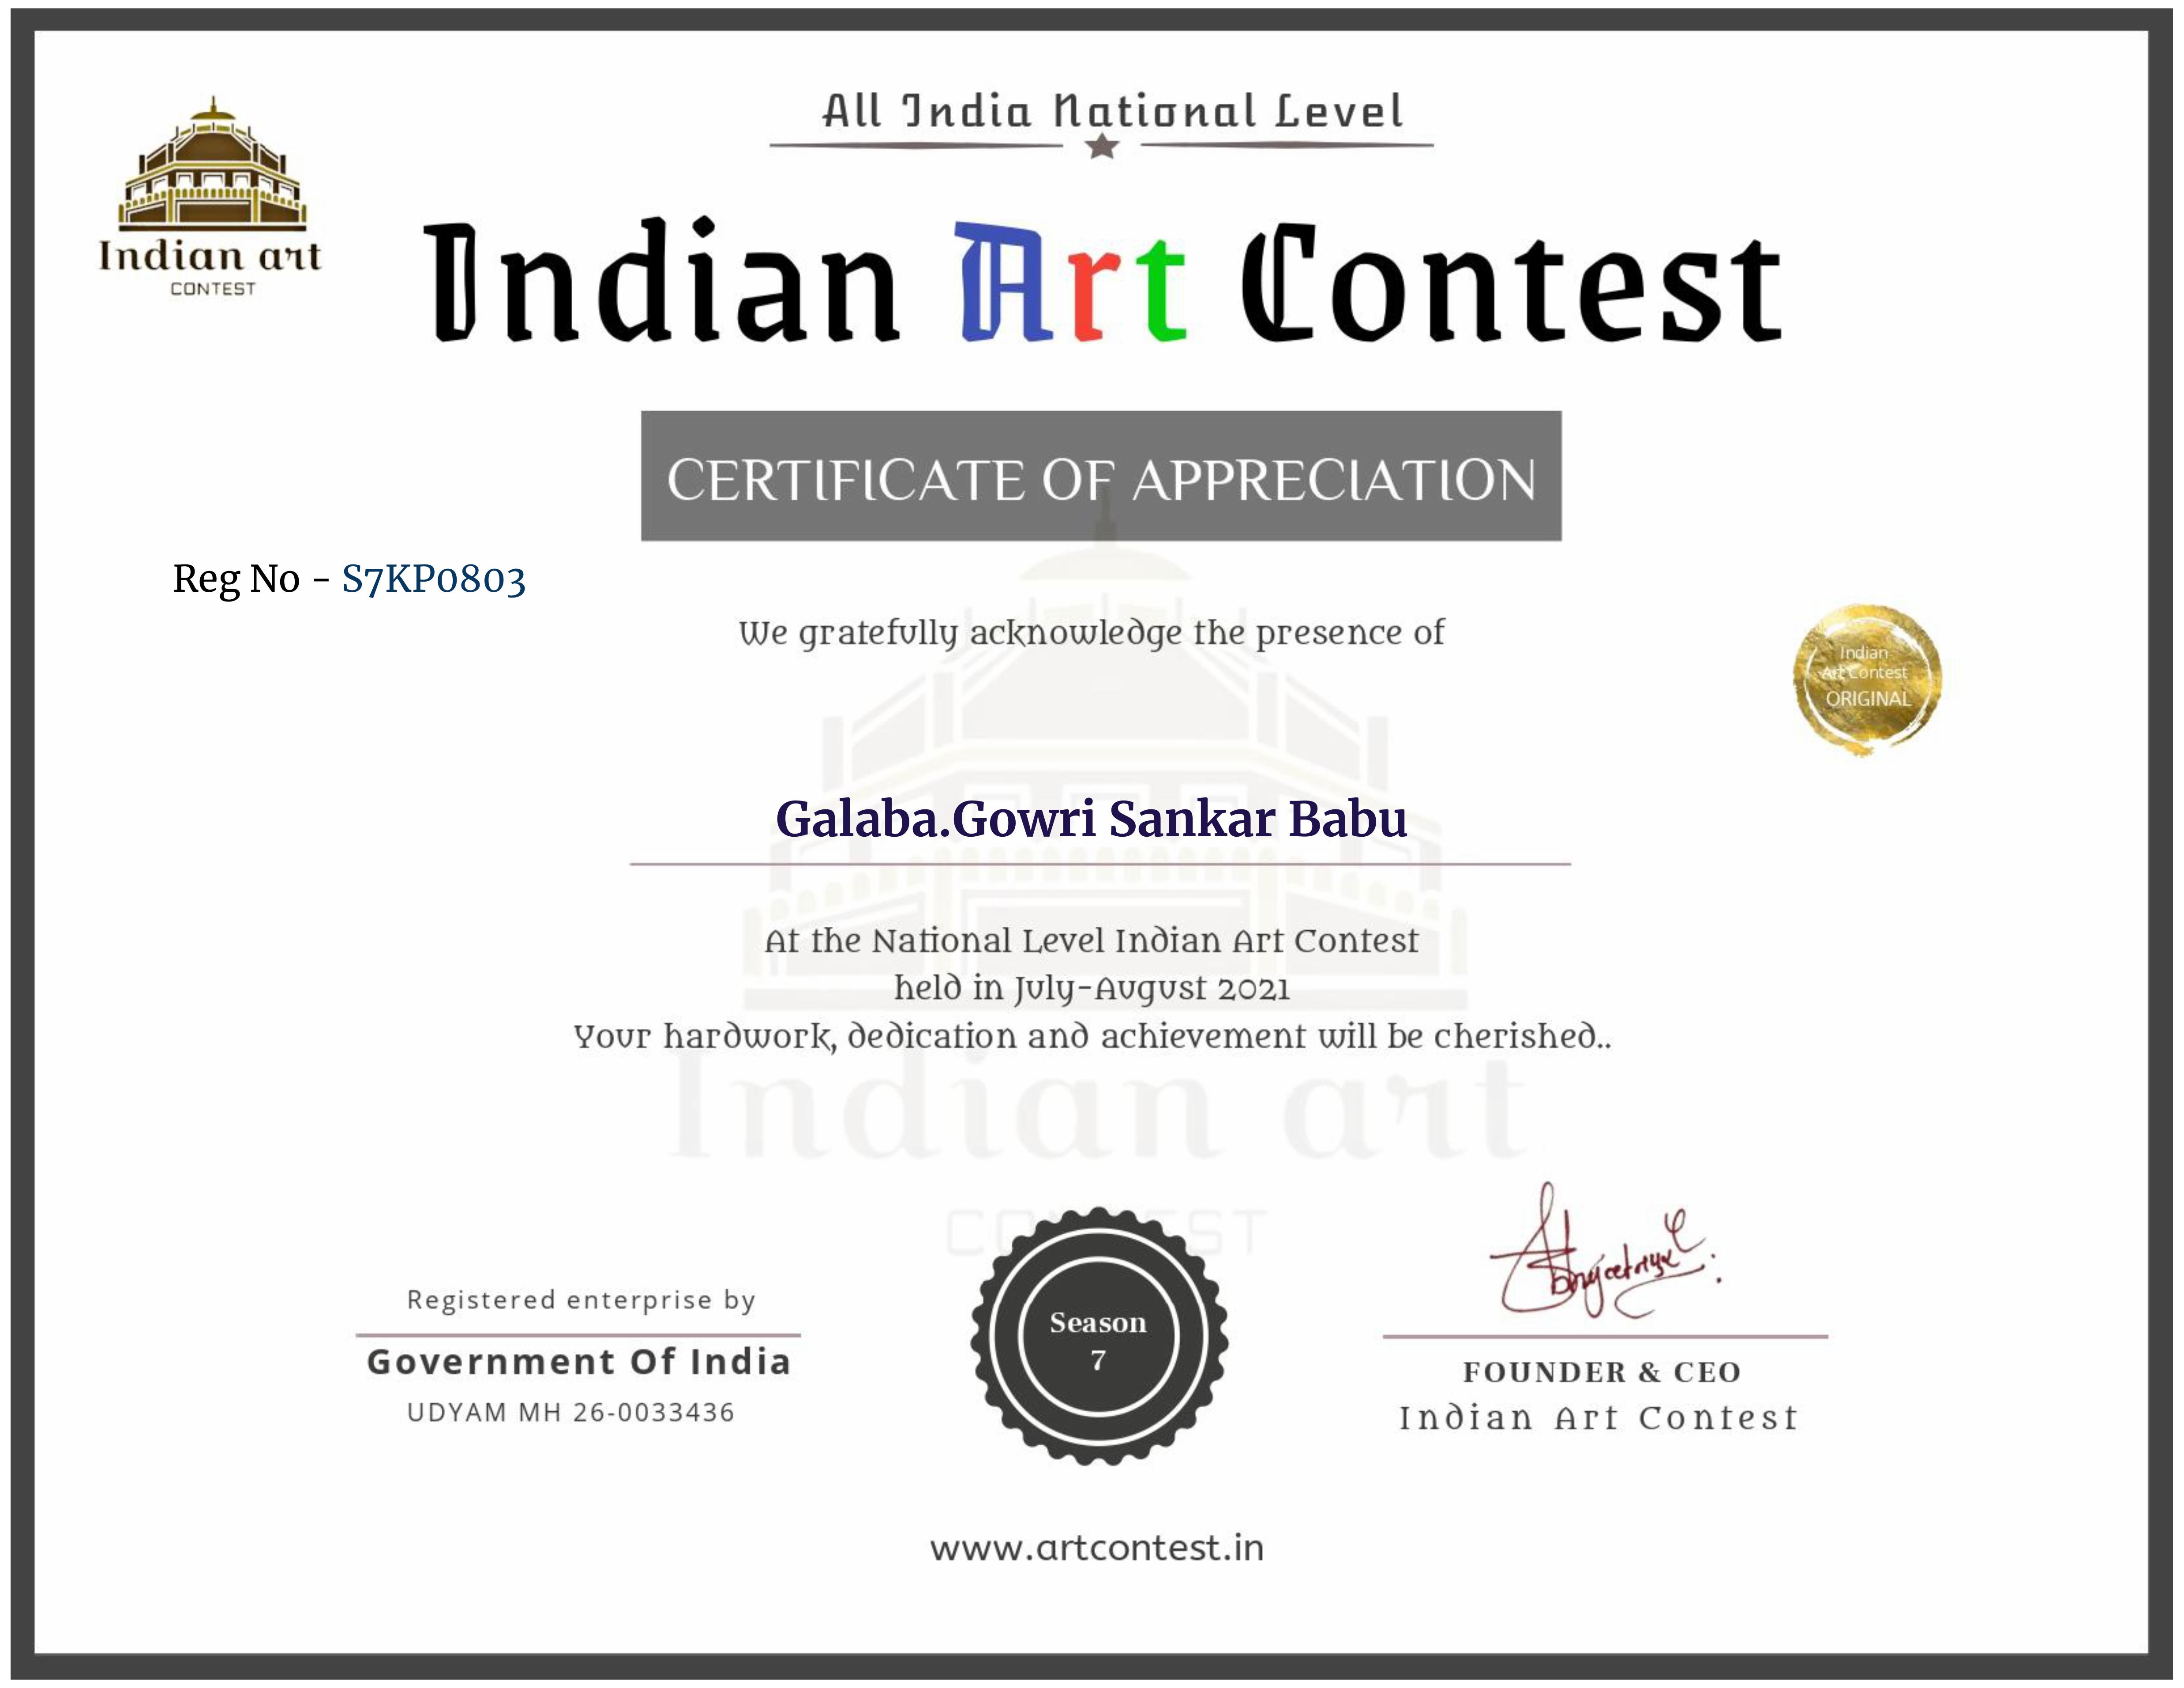 All India National Level
Indian art
CONTEST
Indian Art Contest
CERTIFICATE OF APPRECIATION
Reg No - S7KP0803
We gratefully acknowledge the presence of
Indian
Art Contest
ORIGINAL
Galaba.Gowri Sankar Babu
At the National Level Indian Art Contest
held in July-August 2021
Your hardwork, dedication and achievement will be cherished..
Indian art
Registered enterprise by
Government Of India
UDYAM MH 26-0033436
Season
7
FOUNDER & CEO
Indian Art Contest
www.artcontest.in